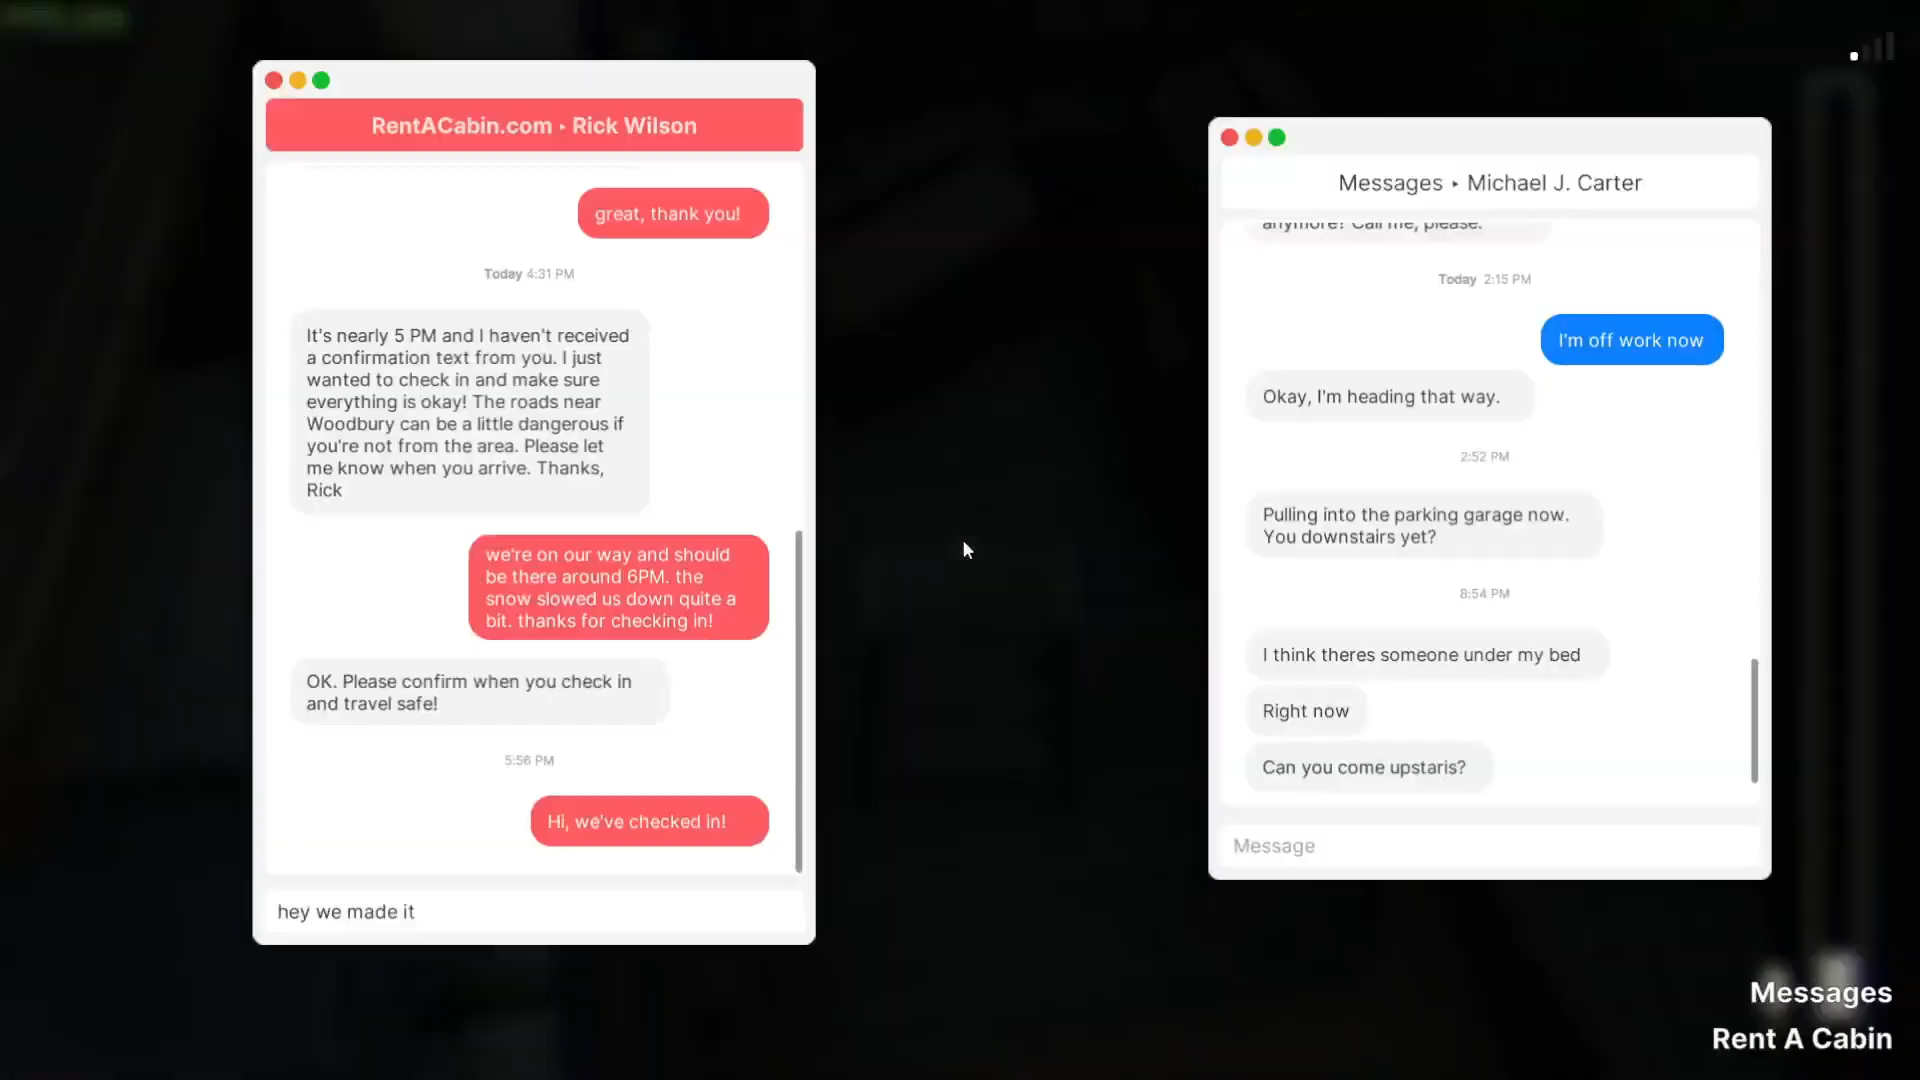 RentACabin.com ▸ Rick Wilson
great, thank you!
Today 4:31 PM
It's nearly 5 PM and I haven't received
a confirmation text from you. I just
wanted to check in and make sure
everything is okay! The roads near
Woodbury can be a little dangerous if
you're not from the area. Please let
me know when you arrive. Thanks,
Rick
we're on our way and should
be there around 6PM. the
snow slowed us down quite a
bit. thanks for checking in!
OK. Please confirm when you check in
and travel safe!
5:56 PM
Hi, we've checked in!
hey we made it
Messages ▸ Michael J. Carter
anymore? Call me, please.
Today 2:15 PM
I'm off work now
Okay, I'm heading that way.
2:52 PM
Pulling into the parking garage now.
You downstairs yet?
8:54 PM
I think theres someone under my bed
Right now
Can you come upstaris?
Message
Messages
Rent A Cabin